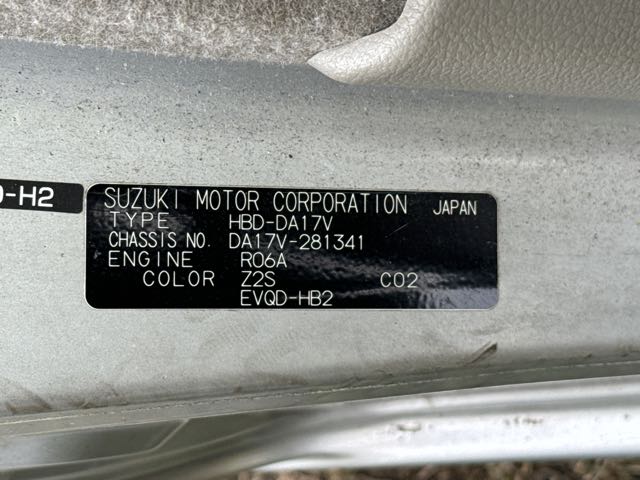 SUZUKI MOTOR CORPORATION JAPAN
TYPE HBD-DA17V
CHASSIS NO. DA17V-281341
ENGINE R06A
COLOR Z2S C02
EVQD-HB2
-H2